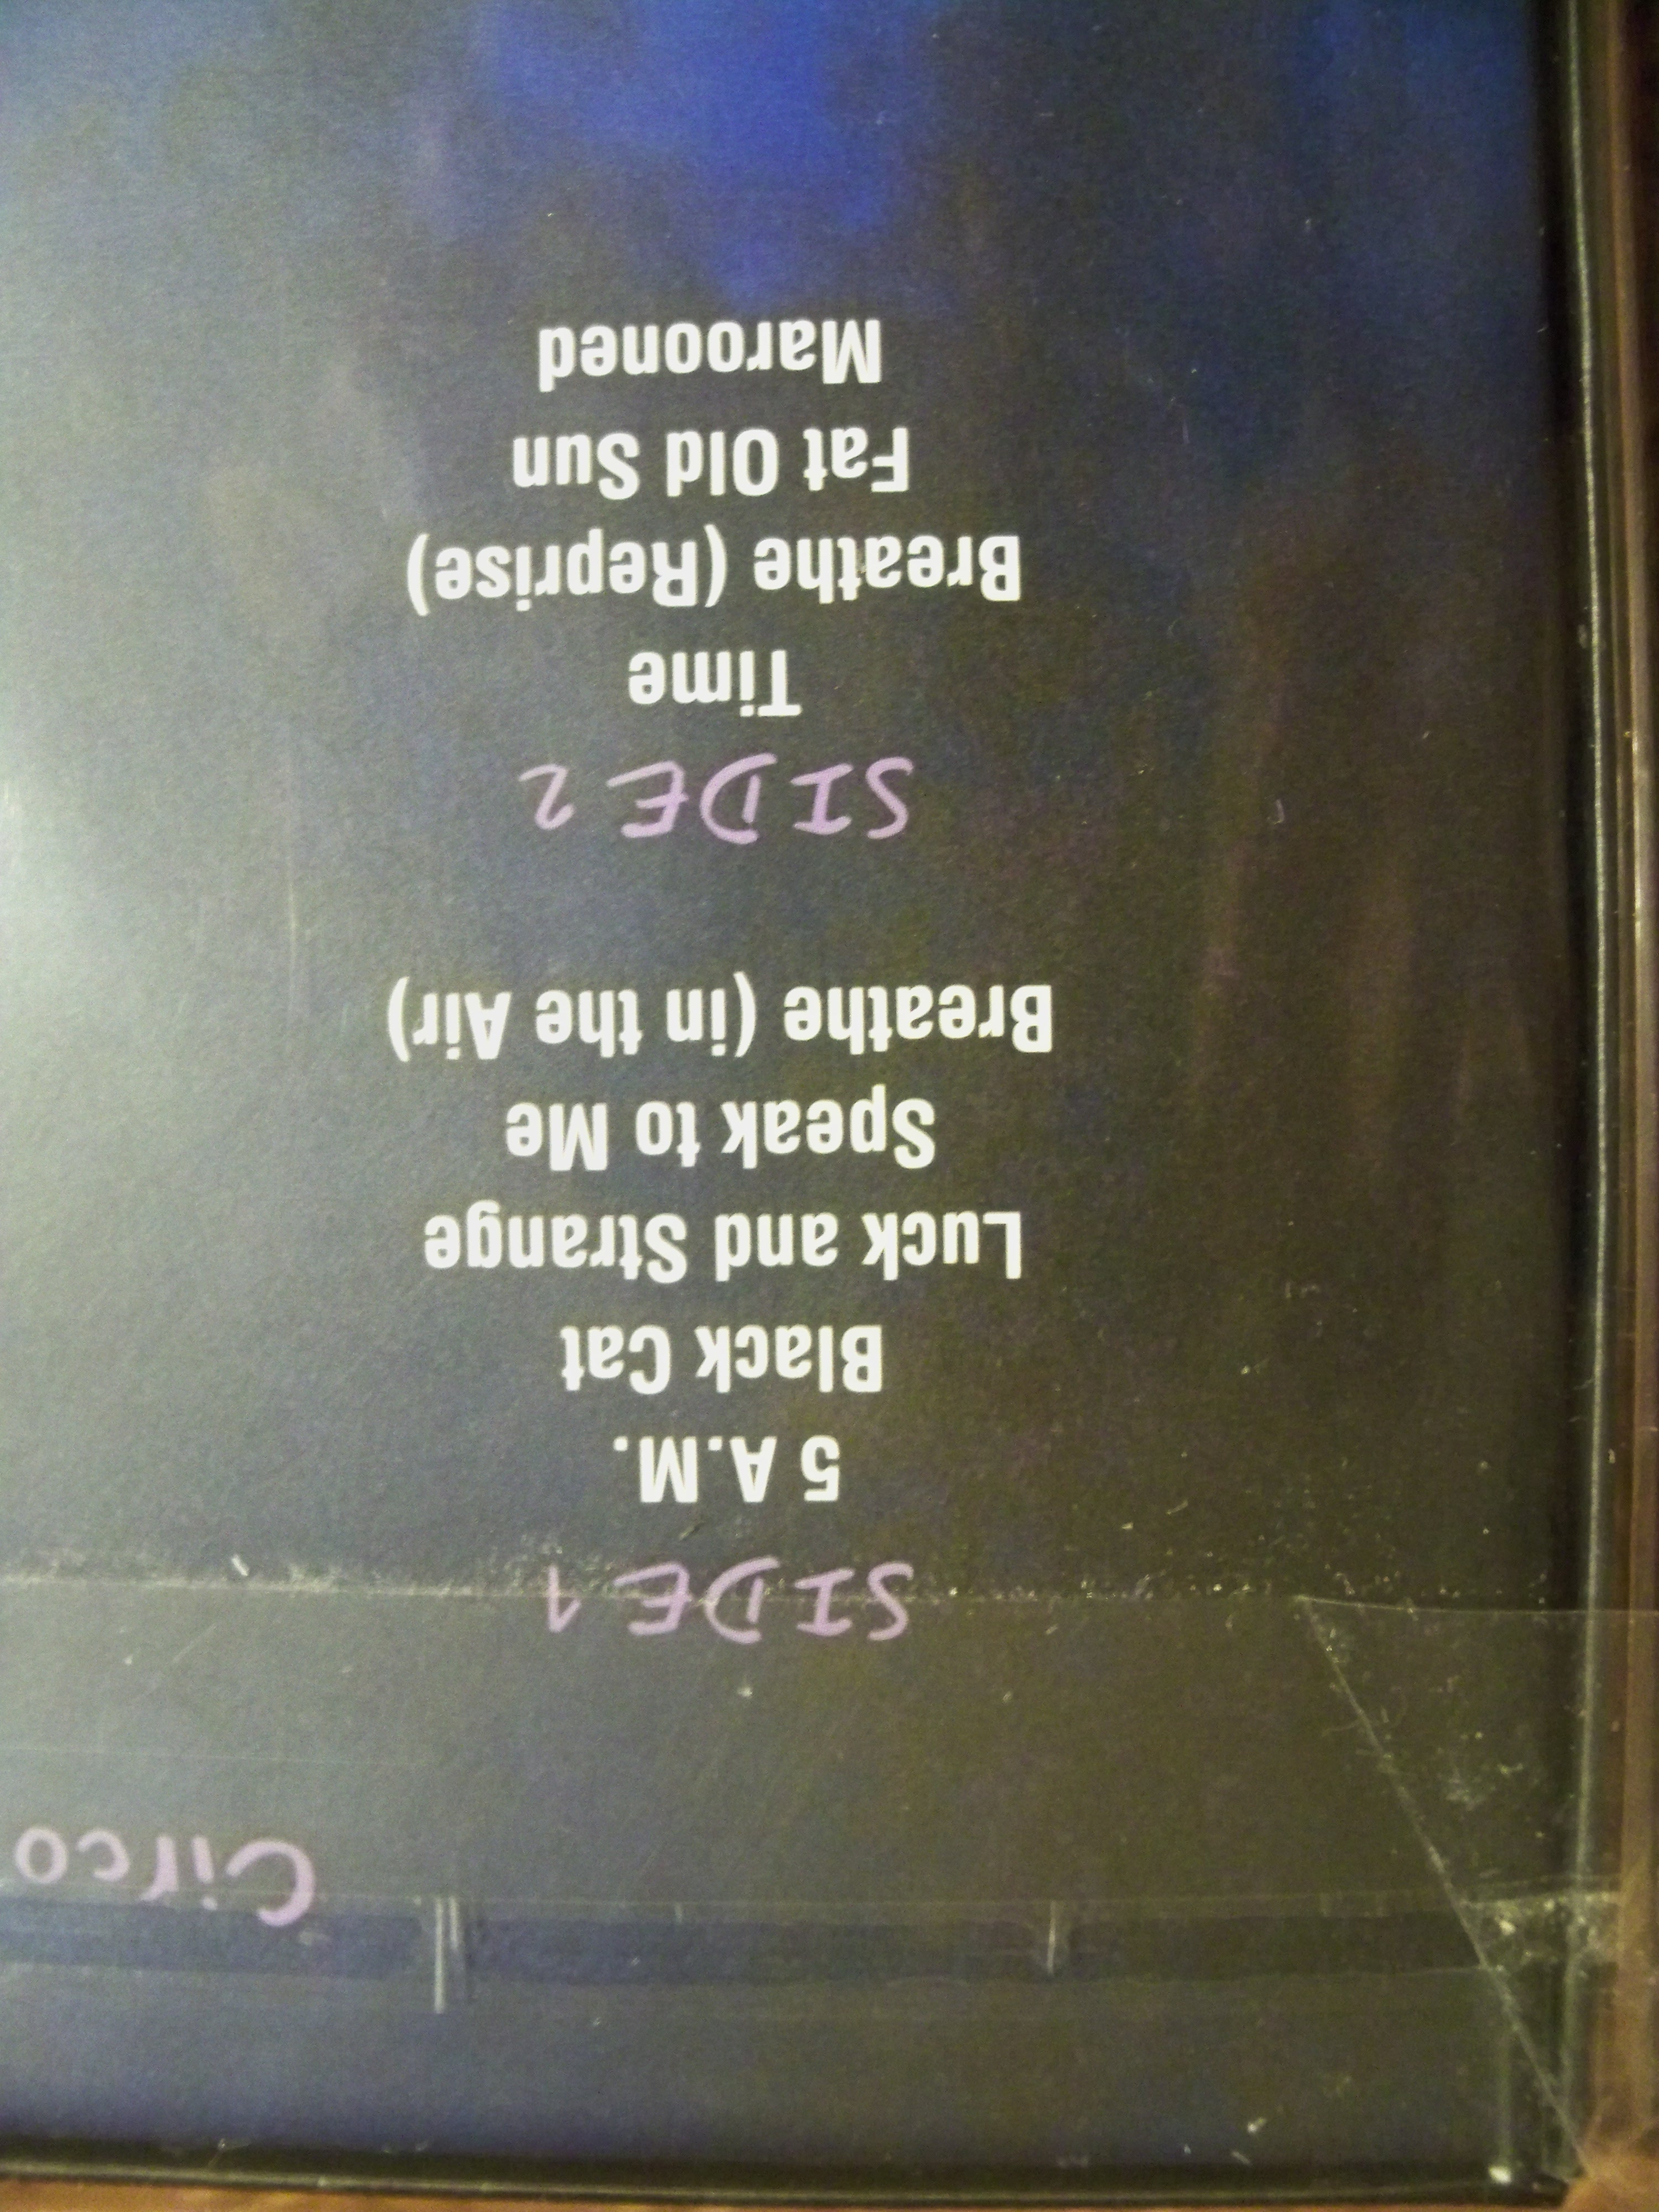 Circo
SIDE 1
5 A.M.
Black Cat
Luck and Strange
Speak to Me
Breathe (in the Air)
SIDE 2
Time
Breathe (Reprise)
Fat Old Sun
Marooned